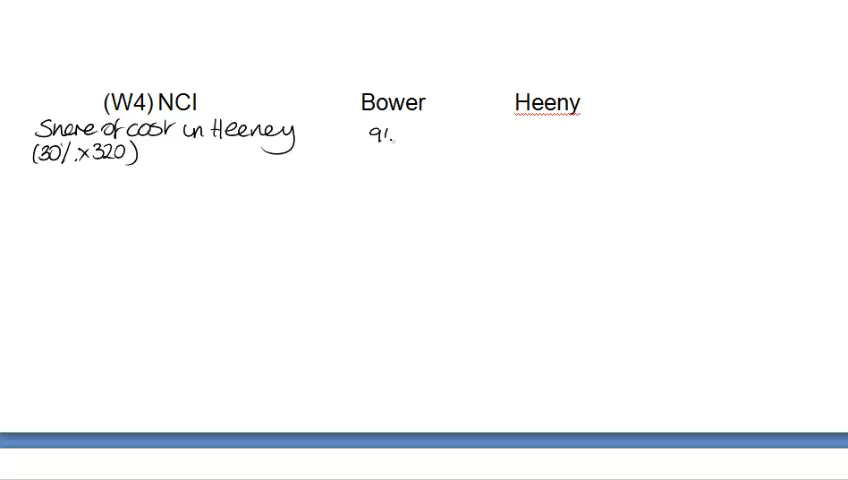 (W4) NCI Bower Heeny
Share of cost in Heeney
(30% x 320)